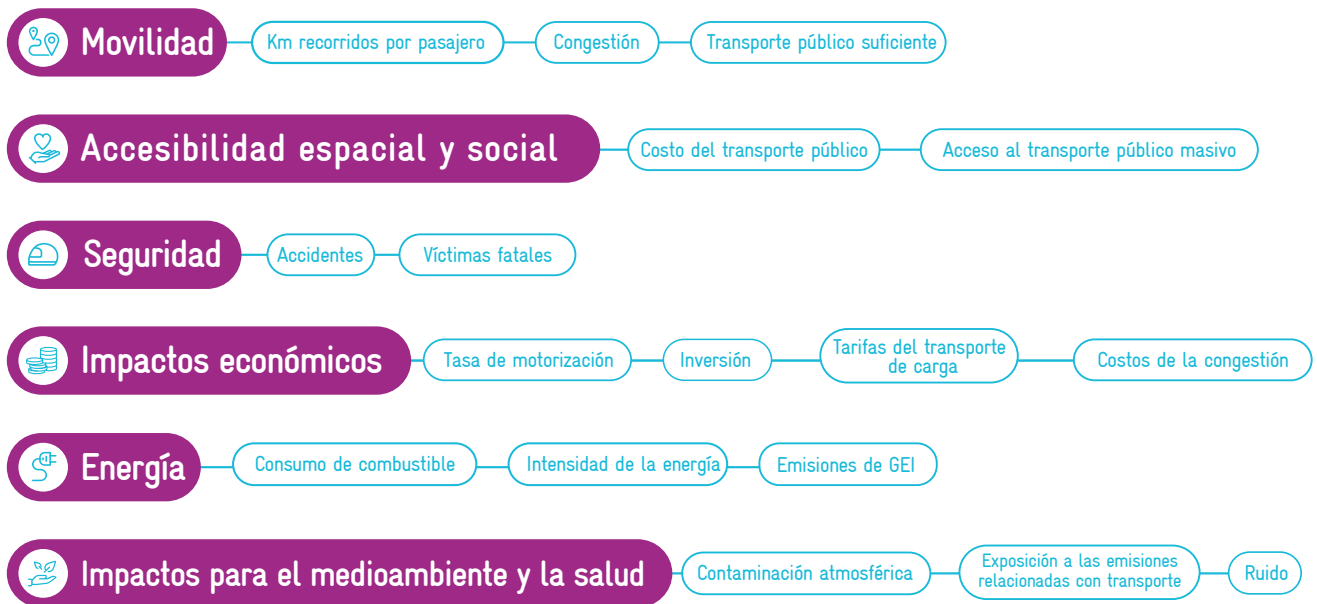 Movilidad
Km recorridos por pasajero
Congestión
Transporte público suficiente
Accesibilidad espacial y social
Costo del transporte público
Acceso al transporte público masivo
Seguridad
Accidentes
Víctimas fatales
Impactos económicos
Tasa de motorización
Inversión
Tarifas del transporte
de carga
Costos de la congestión
Energía
Consumo de combustible
Intensidad de la energía
Emisiones de GEI
Impactos para el medioambiente y la salud
Contaminación atmosférica
Exposición a las emisiones
relacionadas con transporte
Ruido